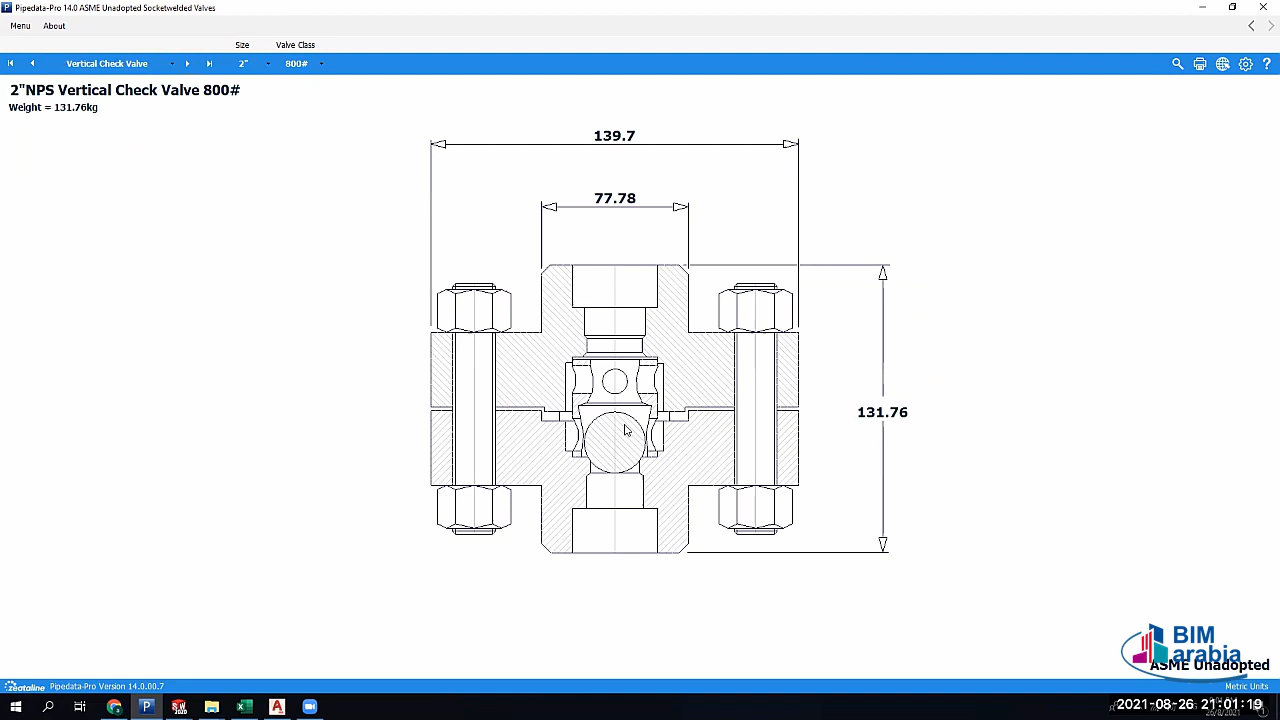 Pipedata-Pro 14.0 ASME Unadopted Socketwelded Valves
Menu About
Size Valve Class
Vertical Check Valve 2" 800#
2"NPS Vertical Check Valve 800#
Weight = 131.76kg
139.7
77.78
131.76
BIM
arabia
ASME Unadopted
Zeataline Pipedata-Pro Version 14.0.00.7 Metric Units
2021-08-26 21:01:19